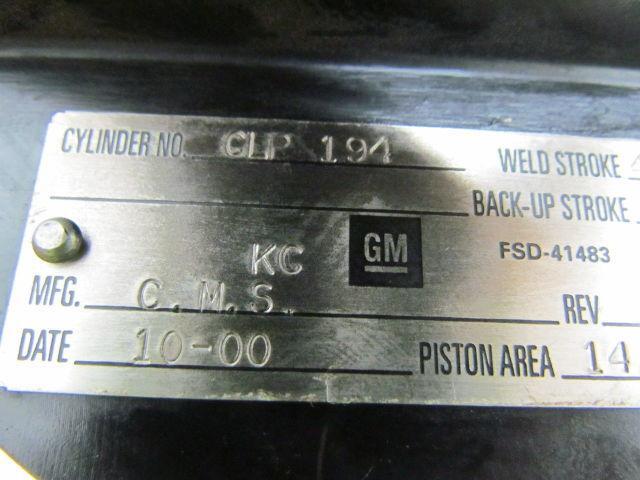 CYLINDER NO. CLP 194 WELD STROKE
BACK-UP STROKE
KC GM FSD-41483
MFG. C.M.S. REV
DATE 10-00 PISTON AREA 14